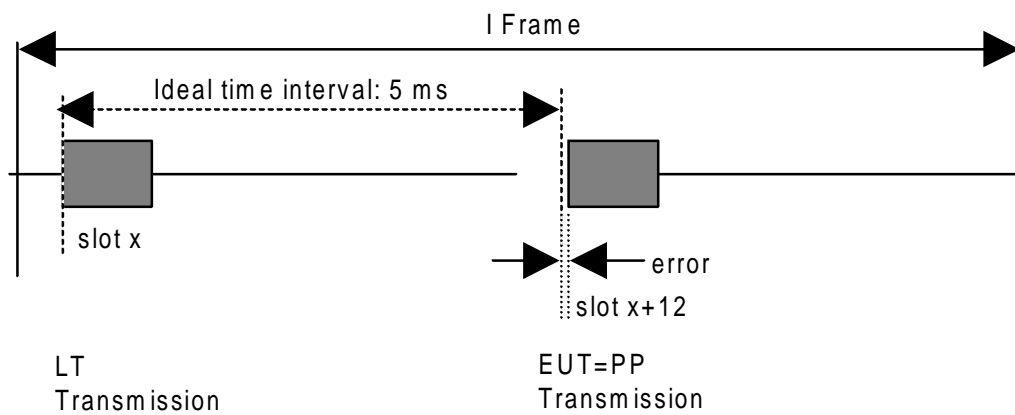 I Frame
Ideal time interval: 5 ms
slot x
error
slot x+12
LT
Transmission
EUT=PP
Transmission